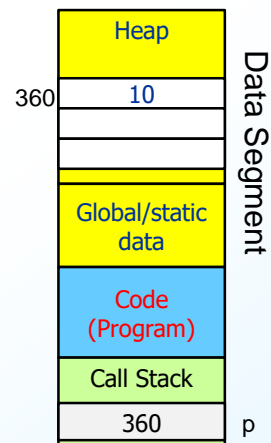 Heap
360
10
Data Segment
Global/static
data
Code
(Program)
Call Stack
360
p